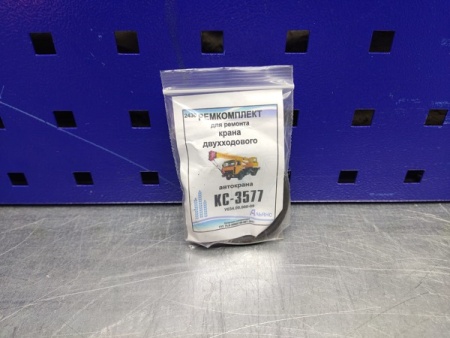 РЕМКОМПЛЕКТ
для ремонта
крана
двухходового
автокрана
КС-3577